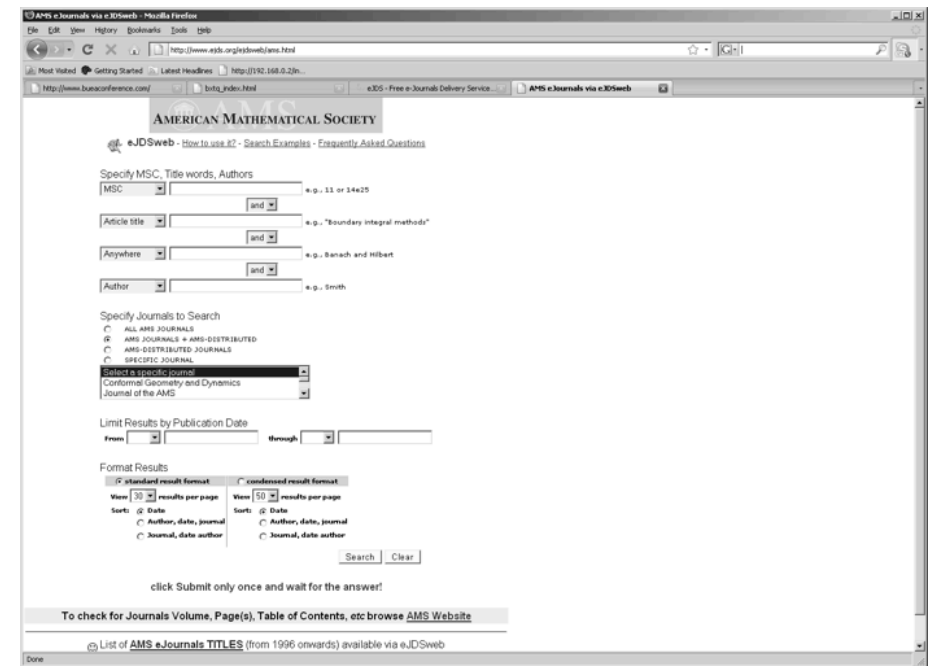 AMS eJournals via eJDSweb - Mozilla Firefox
File Edit View History Bookmarks Tools Help
http://www.ejds.org/ejdsweb/ams.html
Most Visited Getting Started Latest Headlines http://192.168.0.2/in...
http://www.bueaconference.com/ bxtq_index.html eJDS - Free e-Journals Delivery Service... AMS eJournals via eJDSweb
AMS
AMERICAN MATHEMATICAL SOCIETY
eJDSweb - How to use it? - Search Examples - Frequently Asked Questions
Specify MSC, Title words, Authors
MSC e.g., 11 or 14e25
and
Article title e.g., "Boundary integral methods"
and
Anywhere e.g., Banach and Hilbert
and
Author e.g., Smith
Specify Journals to Search
ALL AMS JOURNALS
AMS JOURNALS + AMS-DISTRIBUTED
AMS-DISTRIBUTED JOURNALS
SPECIFIC JOURNAL
Select a specific journal
Conformal Geometry and Dynamics
Journal of the AMS
Limit Results by Publication Date
From through
Format Results
standard result format condensed result format
View 30 results per page View 50 results per page
Sort: Date Sort: Date
Author, date, journal Author, date, journal
Journal, date author Journal, date author
Search Clear
click Submit only once and wait for the answer!
To check for Journals Volume, Page(s), Table of Contents, etc browse AMS Website
List of AMS eJournals TITLES (from 1996 onwards) available via eJDSweb
Done